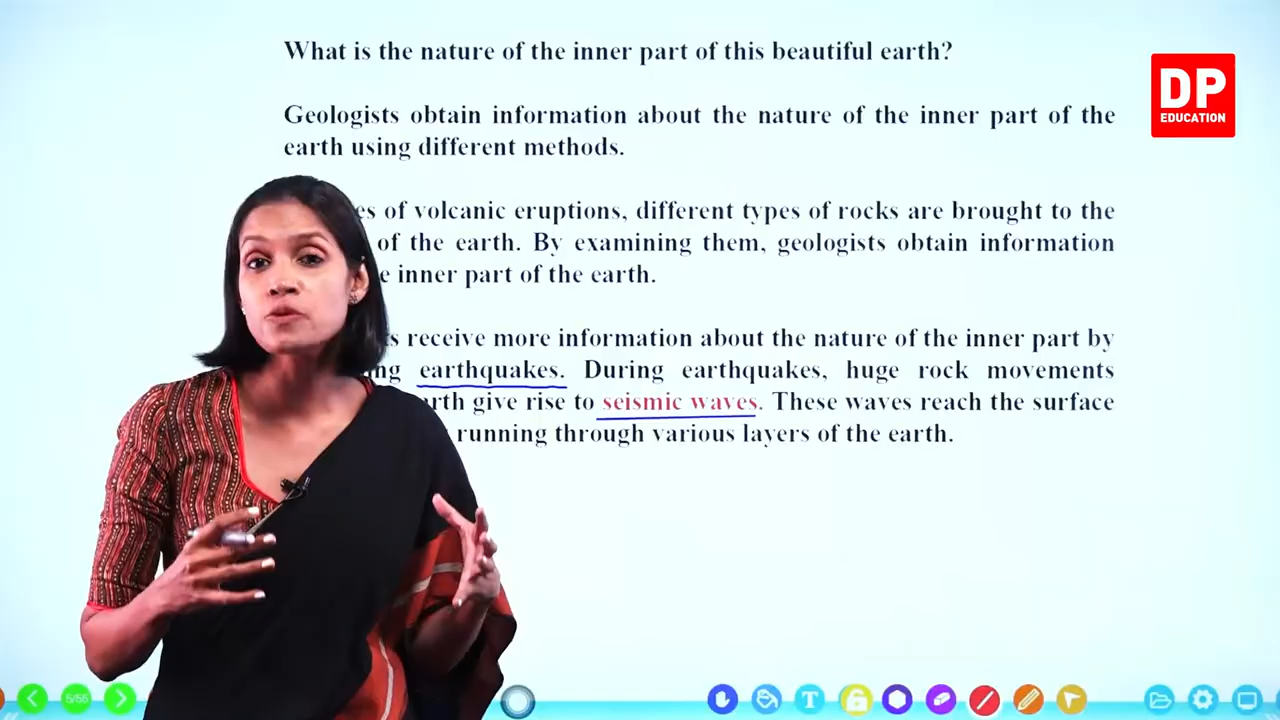 What is the nature of the inner part of this beautiful earth?
DP
EDUCATION
Geologists obtain information about the nature of the inner part of the
earth using different methods.
es of volcanic eruptions, different types of rocks are brought to the
of the earth. By examining them, geologists obtain information
e inner part of the earth.
s receive more information about the nature of the inner part by
ng earthquakes. During earthquakes, huge rock movements
arth give rise to seismic waves. These waves reach the surface
running through various layers of the earth.
5/55
T